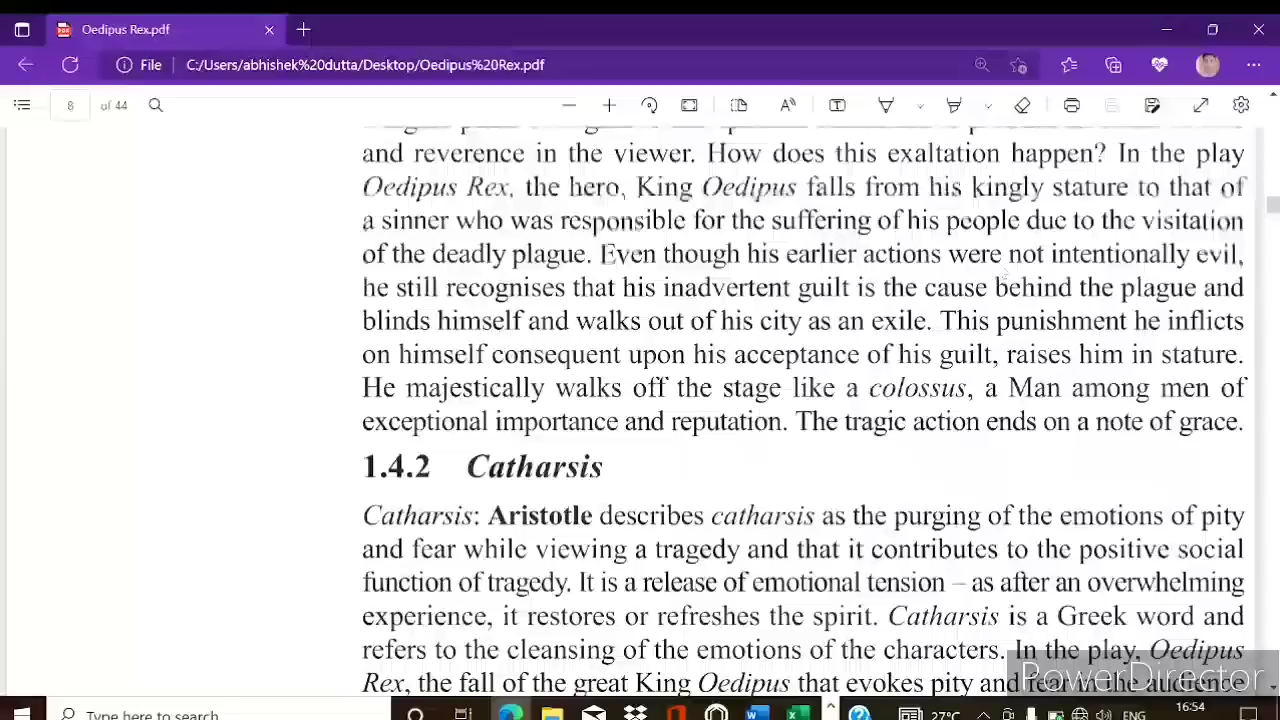 Oedipus Rex.pdf
File C:/Users/abhishek%20dutta/Desktop/Oedipus%20Rex.pdf
8 of 44
and reverence in the viewer. How does this exaltation happen? In the play
Oedipus Rex, the hero, King Oedipus falls from his kingly stature to that of
a sinner who was responsible for the suffering of his people due to the visitation
of the deadly plague. Even though his earlier actions were not intentionally evil,
he still recognises that his inadvertent guilt is the cause behind the plague and
blinds himself and walks out of his city as an exile. This punishment he inflicts
on himself consequent upon his acceptance of his guilt, raises him in stature.
He majestically walks off the stage like a colossus, a Man among men of
exceptional importance and reputation. The tragic action ends on a note of grace.
1.4.2 Catharsis
Catharsis: Aristotle describes catharsis as the purging of the emotions of pity
and fear while viewing a tragedy and that it contributes to the positive social
function of tragedy. It is a release of emotional tension – as after an overwhelming
experience, it restores or refreshes the spirit. Catharsis is a Greek word and
refers to the cleansing of the emotions of the characters. In the play, Oedipus
Rex, the fall of the great King Oedipus that evokes pity and fear in the audience
PowerDirector
Type here to search
27°C
16:54